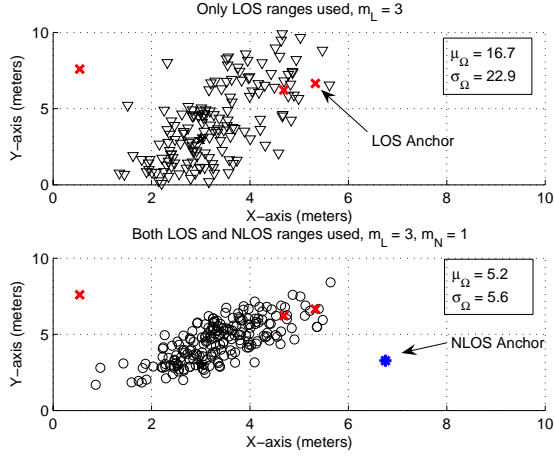 Only LOS ranges used, m_L = 3
10
5
0
Y-axis (meters)
μ_Ω = 16.7
σ_Ω = 22.9
LOS Anchor
0 2 4 6 8 10
X-axis (meters)
Both LOS and NLOS ranges used, m_L = 3, m_N = 1
10
5
0
Y-axis (meters)
μ_Ω = 5.2
σ_Ω = 5.6
NLOS Anchor
0 2 4 6 8 10
X-axis (meters)